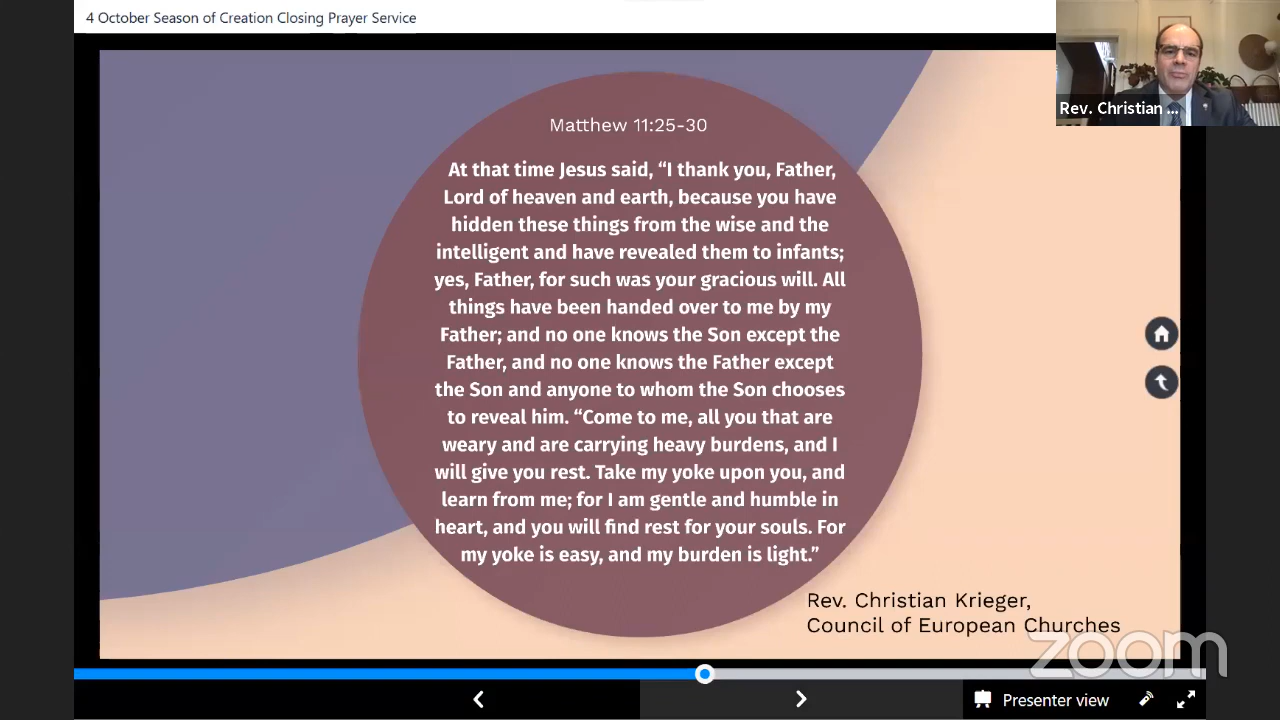 4 October Season of Creation Closing Prayer Service
Rev. Christian ...
Matthew 11:25-30
At that time Jesus said, “I thank you, Father,
Lord of heaven and earth, because you have
hidden these things from the wise and the
intelligent and have revealed them to infants;
yes, Father, for such was your gracious will. All
things have been handed over to me by my
Father; and no one knows the Son except the
Father, and no one knows the Father except
the Son and anyone to whom the Son chooses
to reveal him. “Come to me, all you that are
weary and are carrying heavy burdens, and I
will give you rest. Take my yoke upon you, and
learn from me; for I am gentle and humble in
heart, and you will find rest for your souls. For
my yoke is easy, and my burden is light.”
Rev. Christian Krieger,
Council of European Churches
zoom
Presenter view